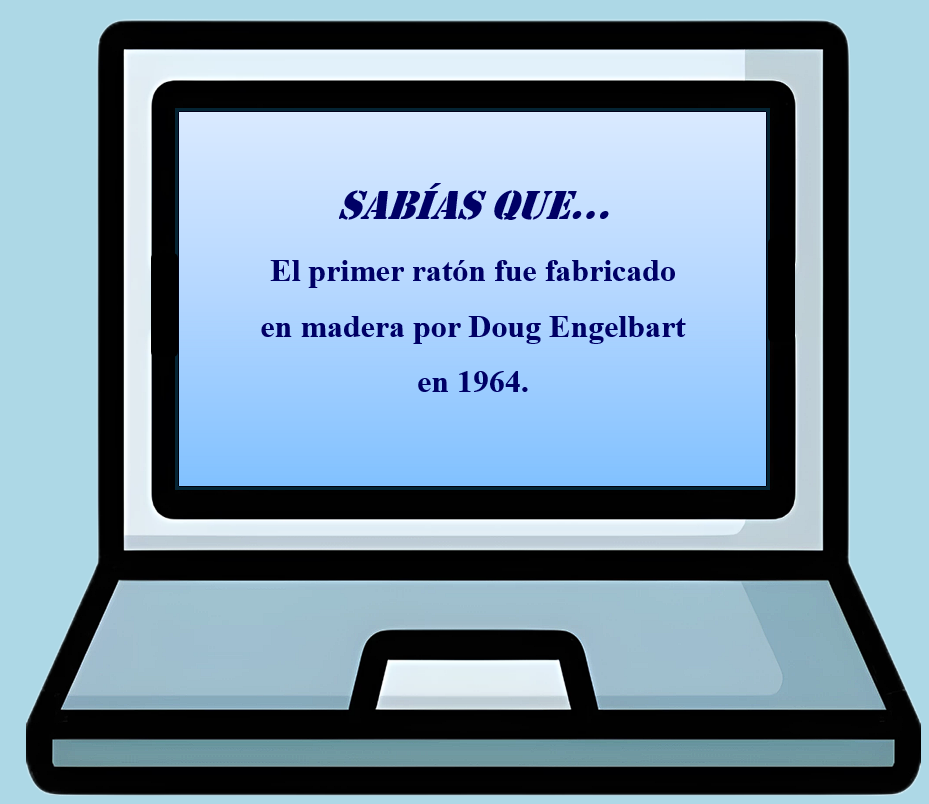 SABÍAS QUE...
El primer ratón fue fabricado
en madera por Doug Engelbart
en 1964.